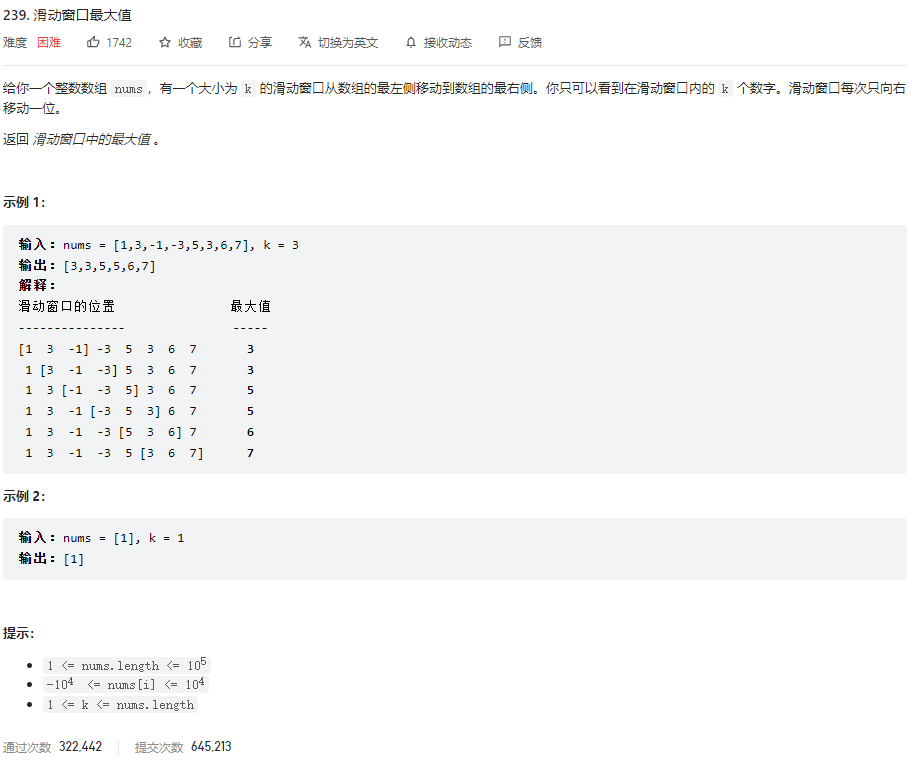 239. 滑动窗口最大值
难度 困难 1742 收藏 分享 切换为英文 接收动态 反馈
给你一个整数数组 nums，有一个大小为 k 的滑动窗口从数组的最左侧移动到数组的最右侧。你只可以看到在滑动窗口内的 k 个数字。滑动窗口每次只向右
移动一位。
返回 滑动窗口中的最大值 。
示例 1：
输入：nums = [1,3,-1,-3,5,3,6,7], k = 3
输出：[3,3,5,5,6,7]
解释：
滑动窗口的位置 最大值
--------------- -----
[1 3 -1] -3 5 3 6 7 3
1 [3 -1 -3] 5 3 6 7 3
1 3 [-1 -3 5] 3 6 7 5
1 3 -1 [-3 5 3] 6 7 5
1 3 -1 -3 [5 3 6] 7 6
1 3 -1 -3 5 [3 6 7] 7
示例 2：
输入：nums = [1], k = 1
输出：[1]
提示：
• 1 <= nums.length <= 10⁵
• -10⁴ <= nums[i] <= 10⁴
• 1 <= k <= nums.length
通过次数 322,442 提交次数 645,213